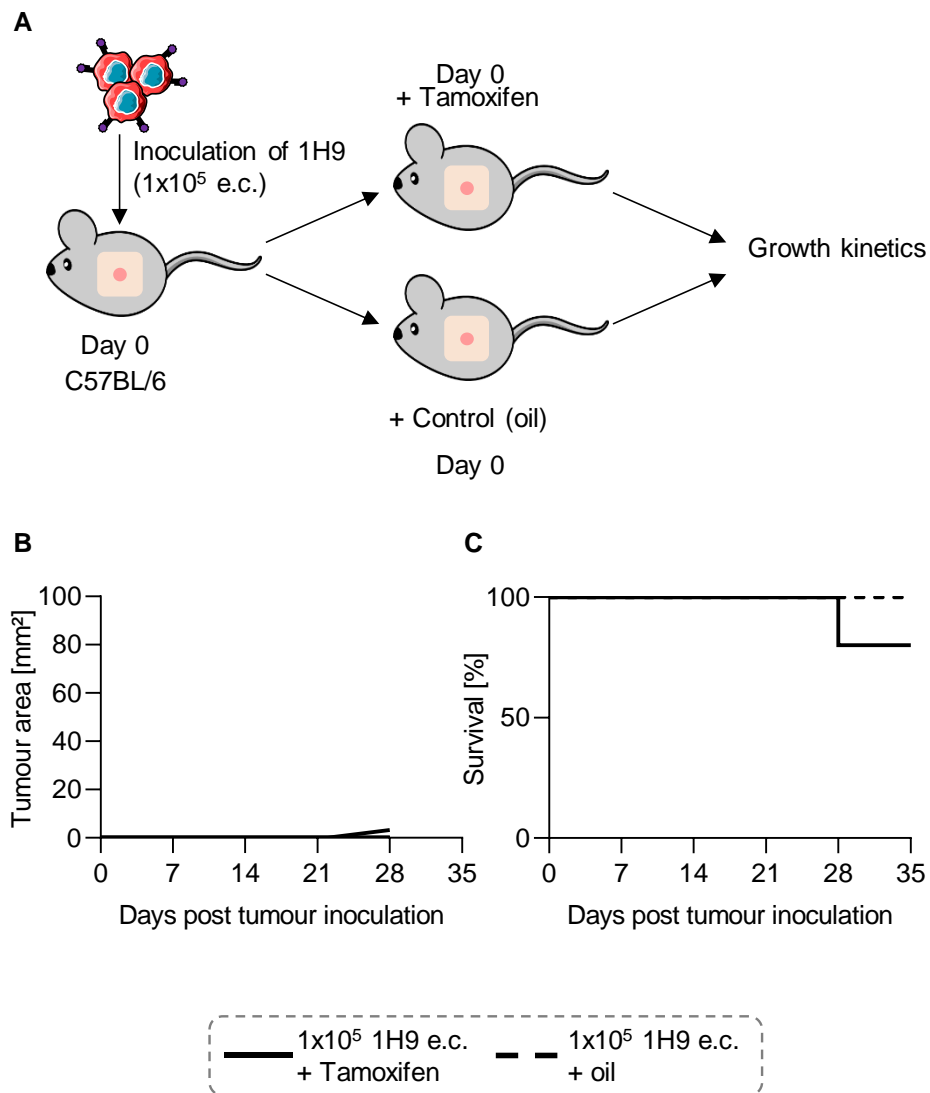 A
Inoculation of 1H9
(1x10⁵ e.c.)
Day 0
C57BL/6
Day 0
+ Tamoxifen
+ Control (oil)
Day 0
Growth kinetics
B
Tumour area [mm²]
100
80
60
40
20
0
0 7 14 21 28 35
Days post tumour inoculation
C
Survival [%]
100
50
0
0 7 14 21 28 35
Days post tumour inoculation
1x10⁵ 1H9 e.c.
+ Tamoxifen
1x10⁵ 1H9 e.c.
+ oil